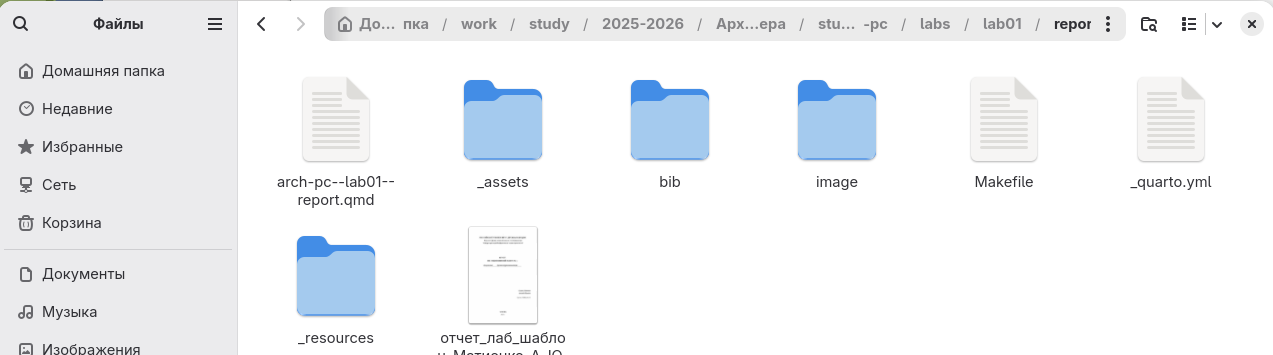 Файлы
До... пка / work / study / 2025-2026 / Арх...ера / stu... -pc / labs / lab01 / repor
Домашняя папка
Недавние
Избранные
Сеть
Корзина
Документы
Музыка
Изображения
arch-pc--lab01--
report.qmd
_assets
bib
image
Makefile
_quarto.yml
_resources
отчет_лаб_шабло